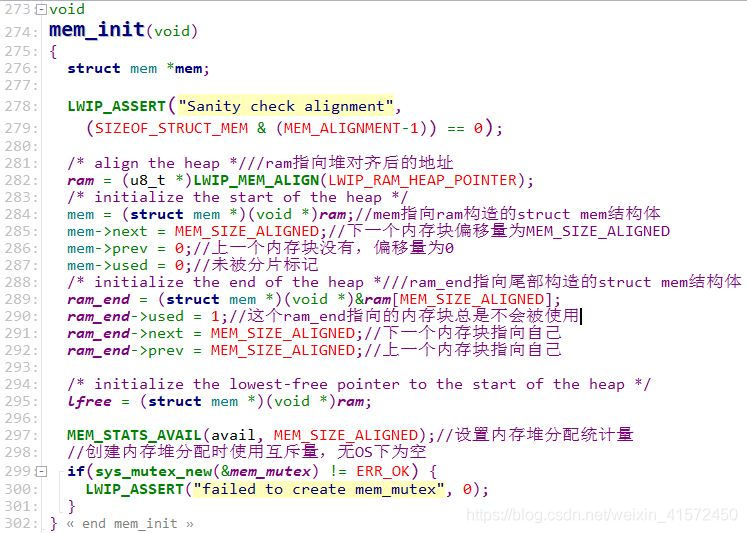 273 void
274: mem_init(void)
275: {
276:   struct mem *mem;
277:
278:   LWIP_ASSERT("Sanity check alignment",
279:     (SIZEOF_STRUCT_MEM & (MEM_ALIGNMENT-1)) == 0);
280:
281:   /* align the heap *///ram指向堆对齐后的地址
282:   ram = (u8_t *)LWIP_MEM_ALIGN(LWIP_RAM_HEAP_POINTER);
283:   /* initialize the start of the heap */
284:   mem = (struct mem *)(void *)ram;//mem指向ram构造的struct mem结构体
285:   mem->next = MEM_SIZE_ALIGNED;//下一个内存块偏移量为MEM_SIZE_ALIGNED
286:   mem->prev = 0;//上一个内存块没有，偏移量为0
287:   mem->used = 0;//未被分片标记
288:   /* initialize the end of the heap *///ram_end指向尾部构造的struct mem结构体
289:   ram_end = (struct mem *)(void *)&ram[MEM_SIZE_ALIGNED];
290:   ram_end->used = 1;//这个ram_end指向的内存块总是不会被使用
291:   ram_end->next = MEM_SIZE_ALIGNED;//下一个内存块指向自己
292:   ram_end->prev = MEM_SIZE_ALIGNED;//上一个内存块指向自己
293:
294:   /* initialize the lowest-free pointer to the start of the heap */
295:   lfree = (struct mem *)(void *)ram;
296:
297:   MEM_STATS_AVAIL(avail, MEM_SIZE_ALIGNED);//设置内存堆分配统计量
298:   //创建内存堆分配时使用互斥量，无OS下为空
299   if(sys_mutex_new(&mem_mutex) != ERR_OK) {
300:     LWIP_ASSERT("failed to create mem_mutex", 0);
301:   }
302: } « end mem_init »
https://blog.csdn.net/weixin_41572450